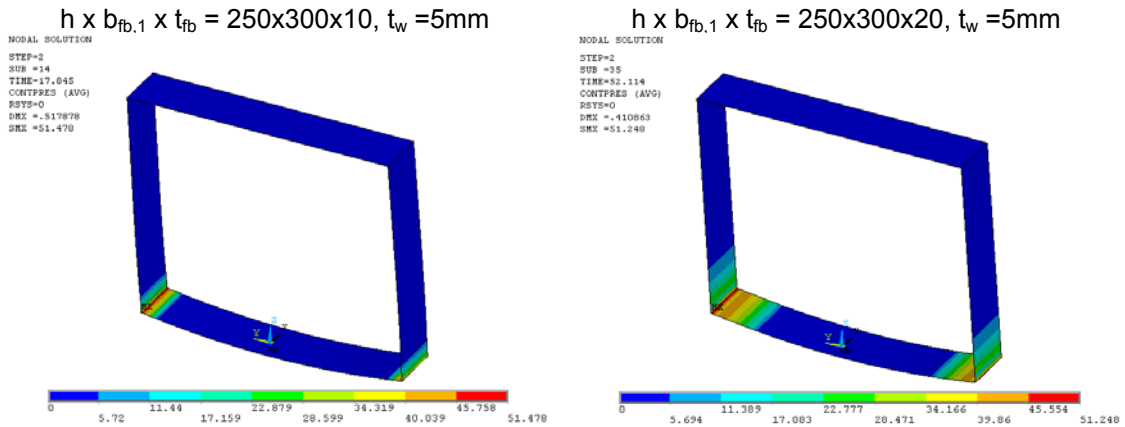 h x b_fb,1 x t_fb = 250x300x10, t_w =5mm
NODAL SOLUTION
STEP=2
SUB =14
TIME=17.845
CONTPRES (AVG)
RSYS=0
DMX =.517878
SMX =51.478
MX
Z
Y
0 5.72 11.44 17.159 22.879 28.599 34.319 40.039 45.758 51.478
h x b_fb,1 x t_fb = 250x300x20, t_w =5mm
NODAL SOLUTION
STEP=2
SUB =35
TIME=52.114
CONTPRES (AVG)
RSYS=0
DMX =.410863
SMX =51.248
MX
Z
Y
0 5.694 11.389 17.083 22.777 28.471 34.166 39.86 45.554 51.248